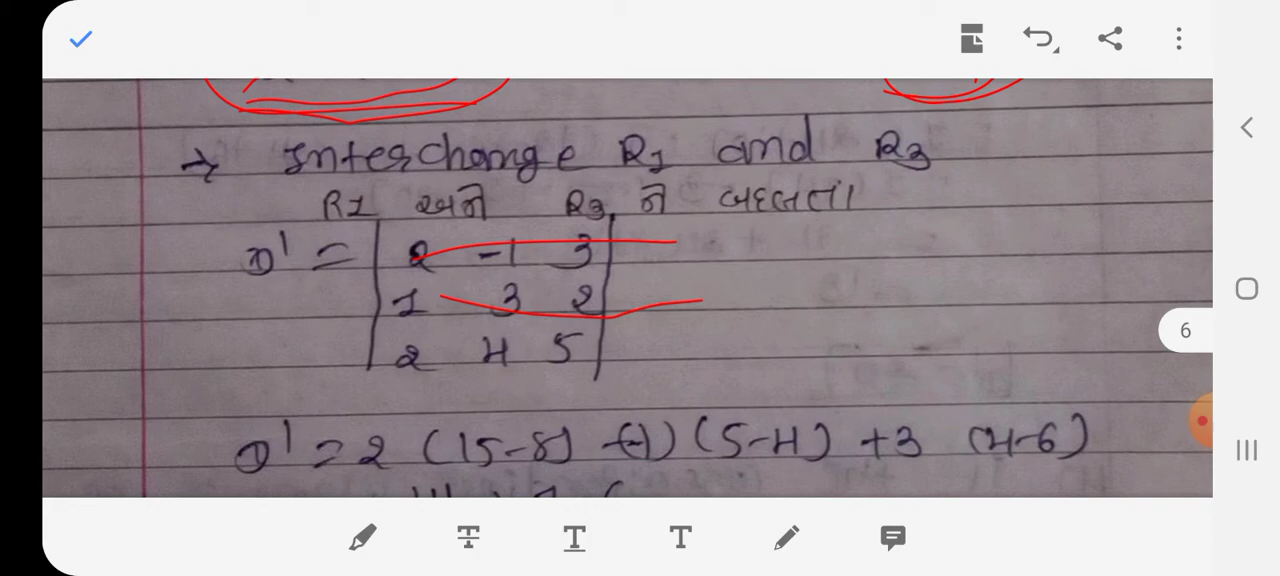 → Interchange R1 and R3
R1 અને R3 ને બદલતા
D' = | 2 -1 3 |
| 1 3 2 |
| 2 4 5 |
6
D' = 2 (15-8) -(-1) (5-4) +3 (4-6)